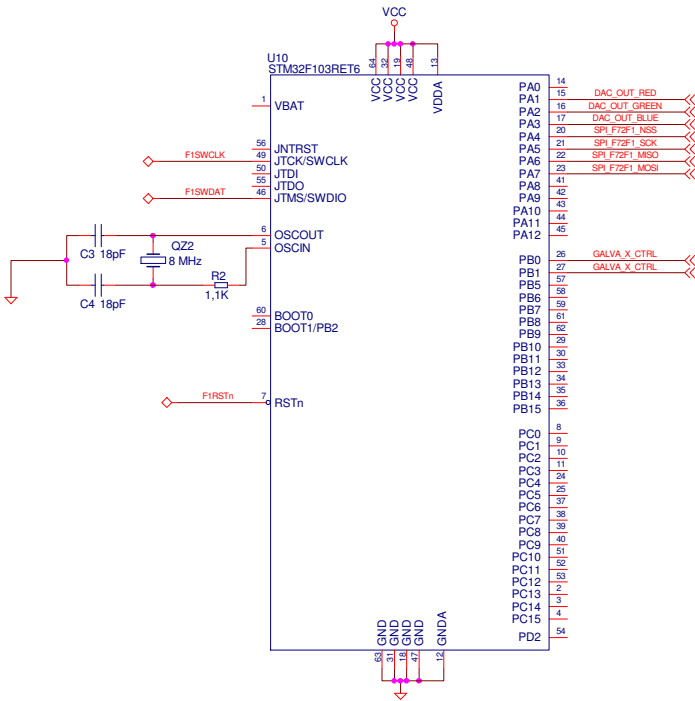 VCC
U10
STM32F103RET6
64 32 19 48 13
VCC VCC VCC VCC VDDA
1 VBAT
56 JNTRST
F1SWCLK 49 JTCK/SWCLK
50 JTDI
55 JTDO
F1SWDAT 46 JTMS/SWDIO
6 OSCOUT
5 OSCIN
C3 18pF
QZ2
8 MHz
R2
1,1K
C4 18pF
60 BOOT0
28 BOOT1/PB2
F1RSTn 7 RSTn
PA0 14
PA1 15 DAC_OUT_RED
PA2 16 DAC_OUT_GREEN
PA3 17 DAC_OUT_BLUE
PA4 20 SPI_F72F1_NSS
PA5 21 SPI_F72F1_SCK
PA6 22 SPI_F72F1_MISO
PA7 23 SPI_F72F1_MOSI
PA8 41
PA9 42
PA10 43
PA11 44
PA12 45
PB0 26 GALVA_X_CTRL
PB1 27 GALVA_X_CTRL
PB5 57
PB6 58
PB7 59
PB8 61
PB9 62
PB10 29
PB11 30
PB12 33
PB13 34
PB14 35
PB15 36
PC0 8
PC1 9
PC2 10
PC3 11
PC4 24
PC5 25
PC6 37
PC7 38
PC8 39
PC9 40
PC10 51
PC11 52
PC12 53
PC13 2
PC14 3
PC15 4
PD2 54
GND GND GND GND GNDA
63 31 18 47 12